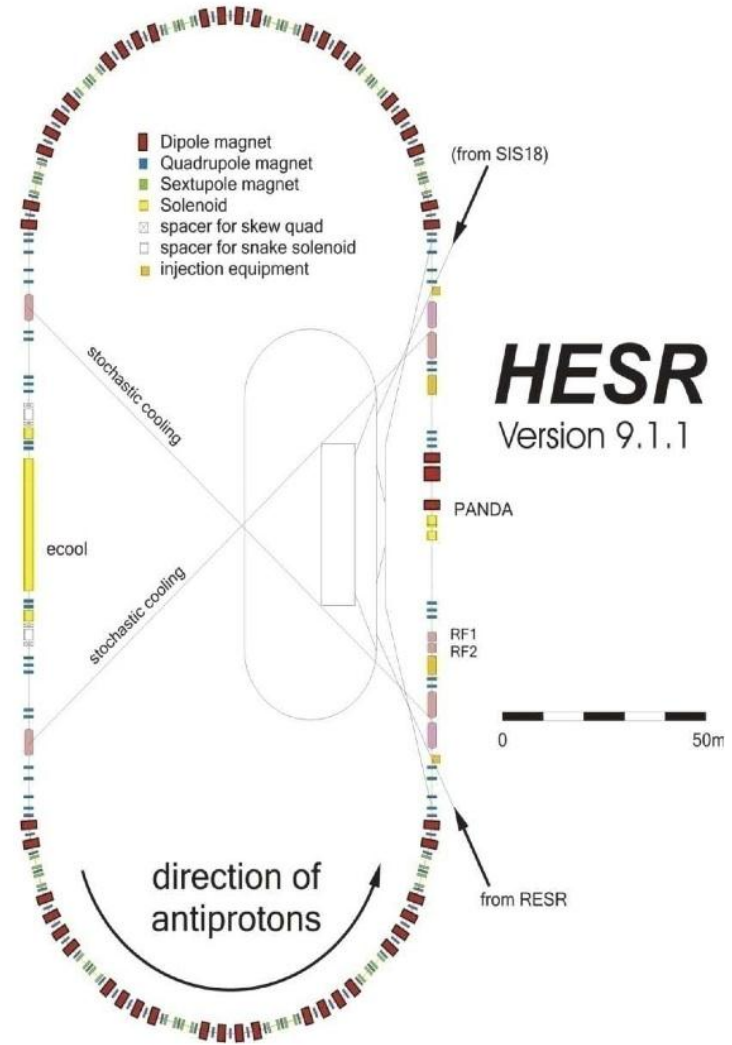 Dipole magnet
Quadrupole magnet
Sextupole magnet
Solenoid
spacer for skew quad
spacer for snake solenoid
injection equipment
(from SIS18)
stochastic cooling
HESR
Version 9.1.1
PANDA
ecool
stochastic cooling
RF1
RF2
0 50m
direction of
antiprotons
from RESR